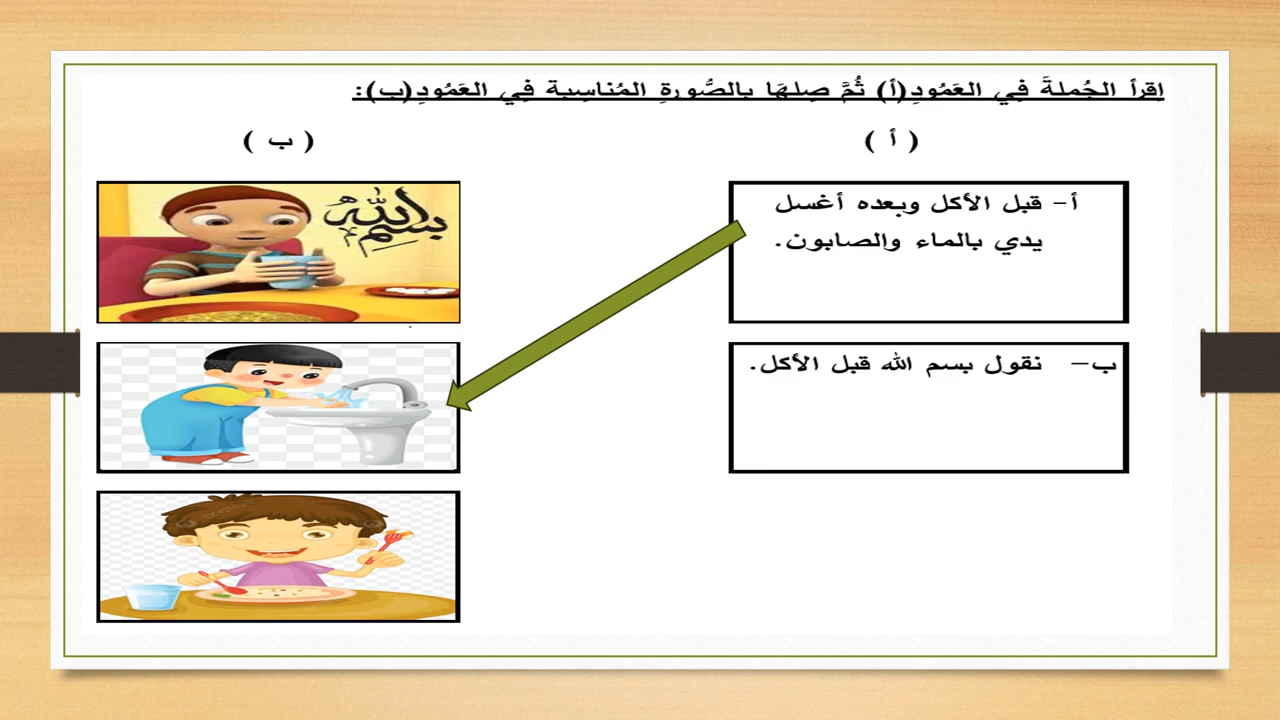 اِقرأ الجُملةَ فِي العَمُودِ(أ) ثُمَّ صِلهَا بالصُّورةِ المُناسِبة فِي العَمُودِ(ب):
( أ )
( ب )
أ- قبل الأكل وبعده أغسل
يدي بالماء والصابون.
ب- نقول بسم الله قبل الأكل.
بسم الله